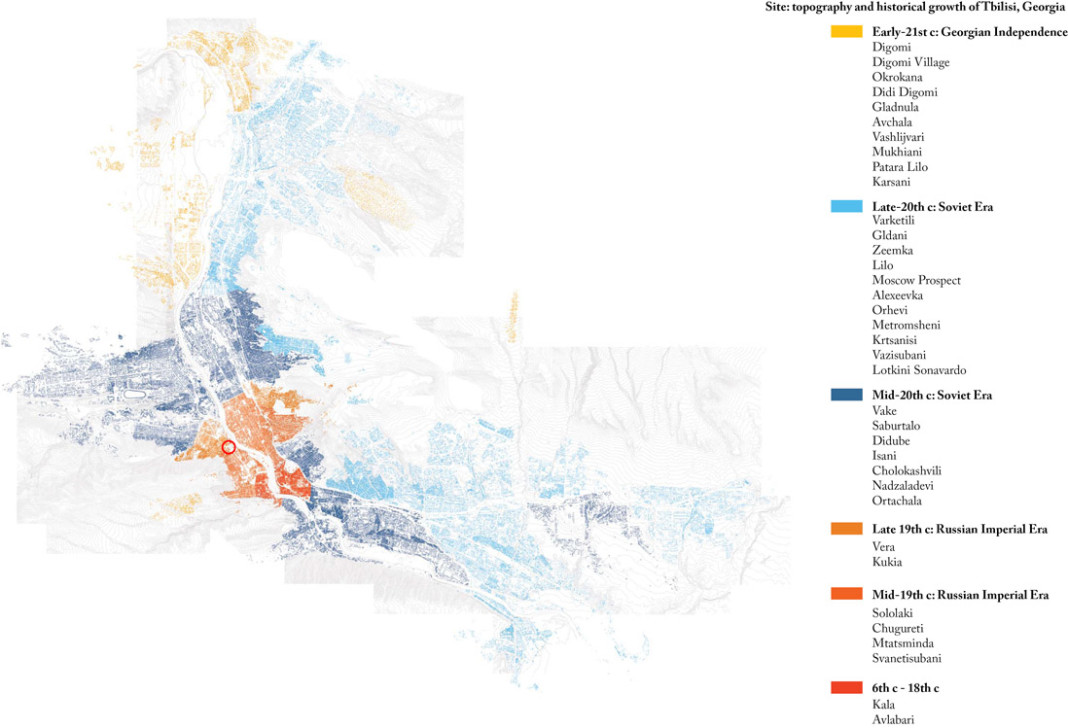 Site: topography and historical growth of Tbilisi, Georgia
Early-21st c: Georgian Independence
Digomi
Digomi Village
Okrokana
Didi Digomi
Gladnula
Avchala
Vashlijvari
Mukhiani
Patara Lilo
Karsani
Late-20th c: Soviet Era
Varketili
Gldani
Zeemka
Lilo
Moscow Prospect
Alexeevka
Orhevi
Metromsheni
Krtsanisi
Vazisubani
Lotkini Sonavardo
Mid-20th c: Soviet Era
Vake
Saburtalo
Didube
Isani
Cholokashvili
Nadzaladevi
Ortachala
Late 19th c: Russian Imperial Era
Vera
Kukia
Mid-19th c: Russian Imperial Era
Sololaki
Chugureti
Mtatsminda
Svanetisubani
6th c - 18th c
Kala
Avlabari